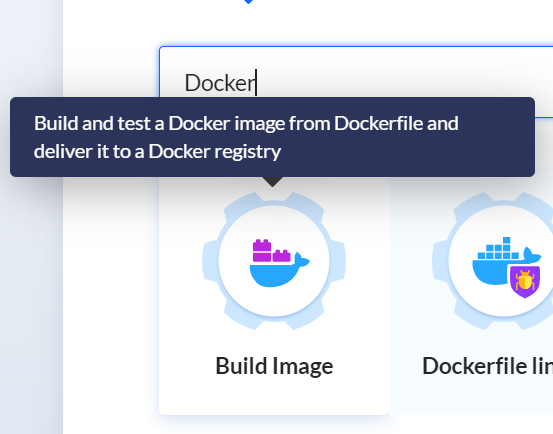 Docker
Build and test a Docker image from Dockerfile and
deliver it to a Docker registry
Build Image
Dockerfile lin